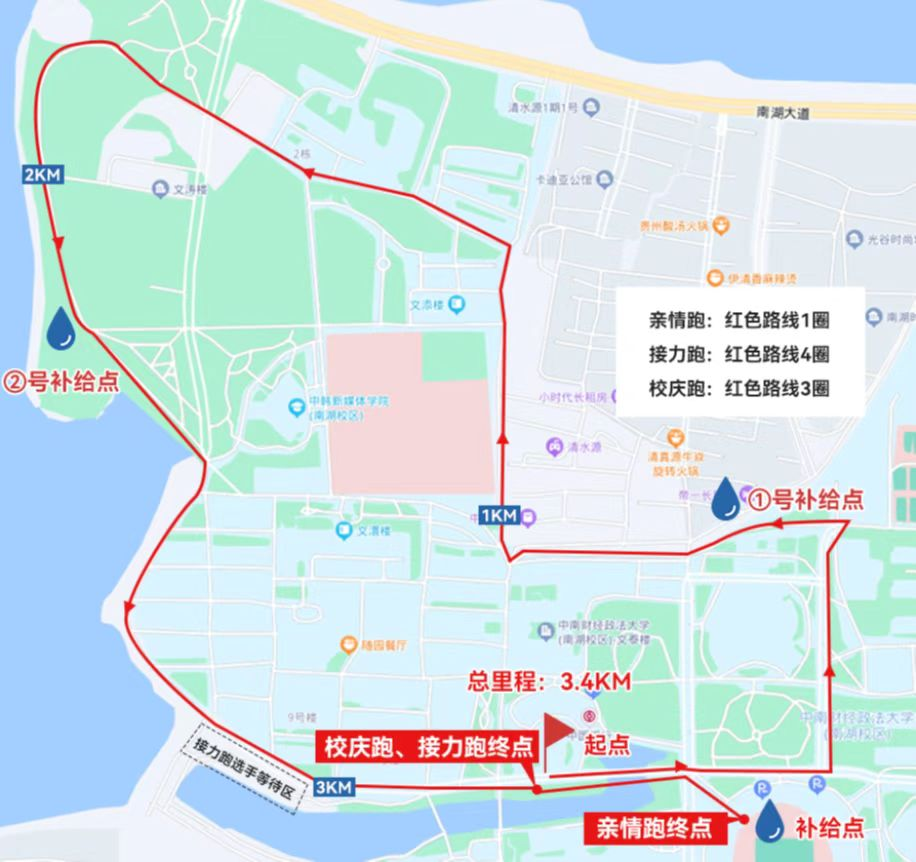 南湖大道
清水源1期1号
2栋
卡迪亚公馆
2KM
文涛楼
贵州酸汤火锅
光谷时尚
伊清香麻辣烫
文添楼
亲情跑：红色路线1圈
接力跑：红色路线4圈
校庆跑：红色路线3圈
南湖时
②号补给点
中韩新媒体学院
(南湖校区)
小时代长租房
清水源
清真源牛焱
旋转火锅
帝一长
①号补给点
1KM
文澴楼
中南财经政法大学
(南湖校区)-文泰楼
随园餐厅
总里程：3.4KM
9号楼
中南财经政法大学
(南湖校区)
接力跑选手等待区
校庆跑、接力跑终点
起点
3KM
亲情跑终点
补给点